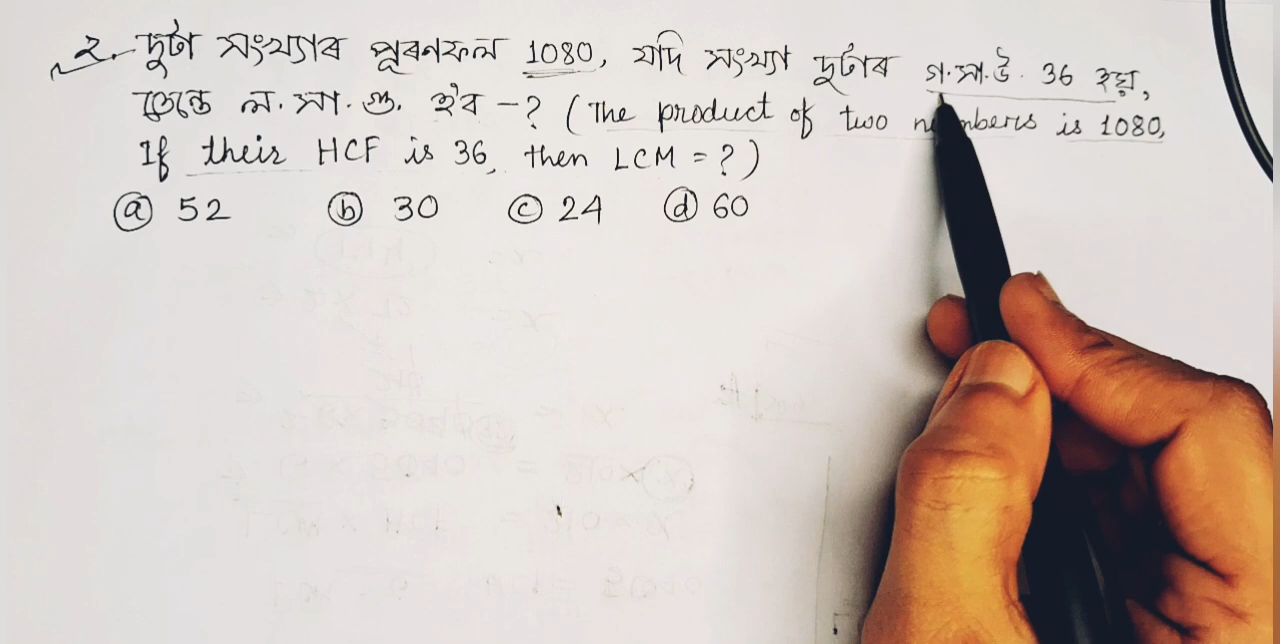 ২. দুটা সংখ্যাৰ পূৰণফল 1080, যদি সংখ্যা দুটাৰ গ.সা.উ. 36 হয়,
তেন্তে ল.সা.গু. হ'ব -? (The product of two numbers is 1080,
If their HCF is 36, then LCM = ?)
ⓐ 52 ⓑ 30 ⓒ 24 ⓓ 60